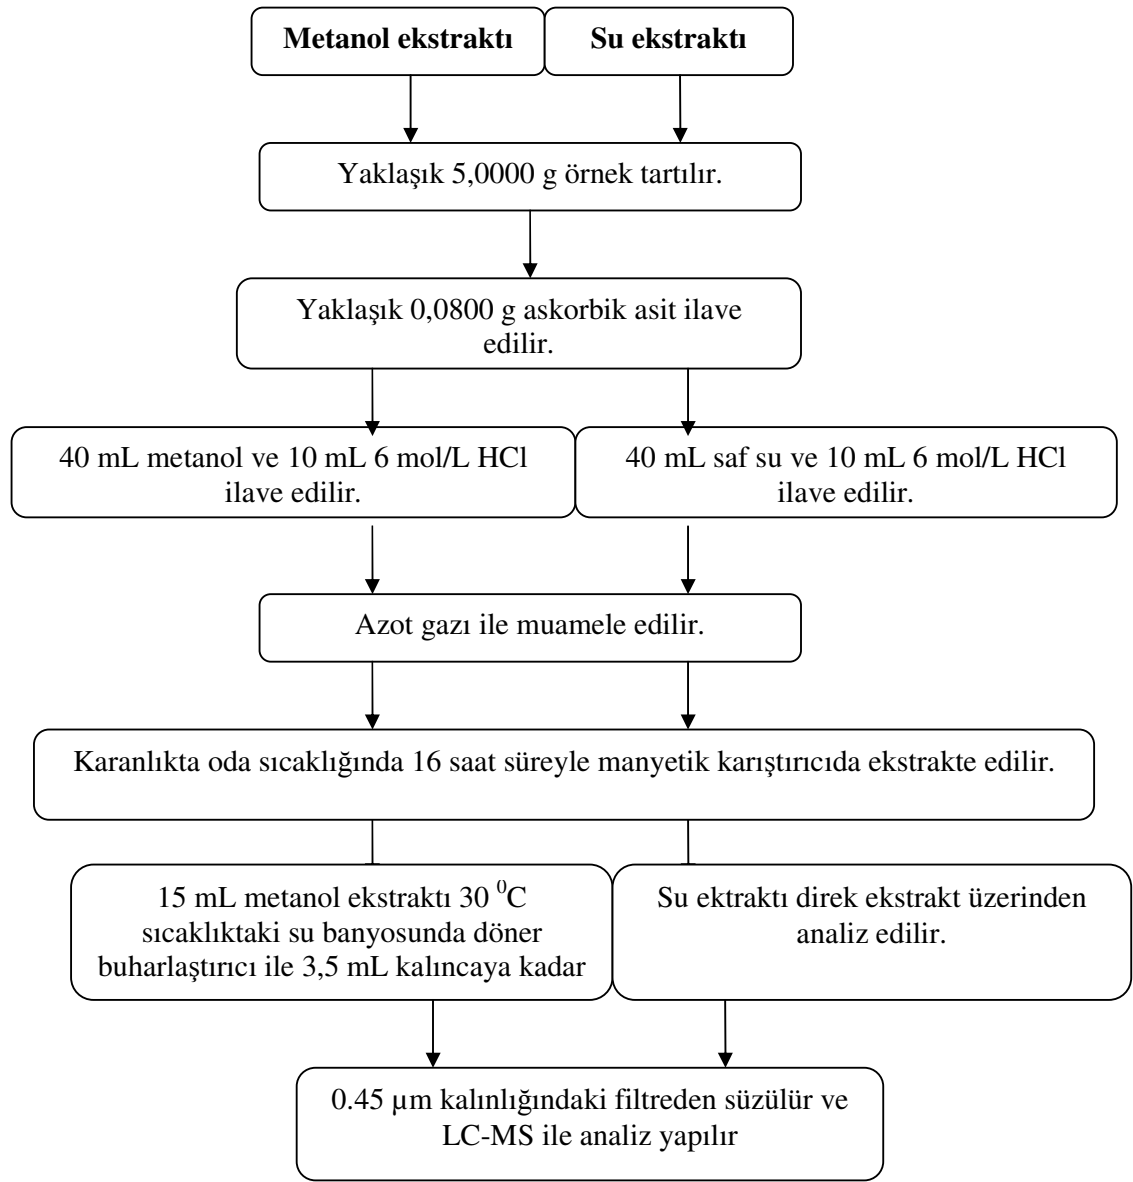 Metanol ekstraktı
Su ekstraktı
Yaklaşık 5,0000 g örnek tartılır.
Yaklaşık 0,0800 g askorbik asit ilave
edilir.
40 mL metanol ve 10 mL 6 mol/L HCl
ilave edilir.
40 mL saf su ve 10 mL 6 mol/L HCl
ilave edilir.
Azot gazı ile muamele edilir.
Karanlıkta oda sıcaklığında 16 saat süreyle manyetik karıştırıcıda ekstrakte edilir.
15 mL metanol ekstraktı 30 ⁰C
sıcaklıktaki su banyosunda döner
buharlaştırıcı ile 3,5 mL kalıncaya kadar
Su ektraktı direk ekstrakt üzerinden
analiz edilir.
0.45 µm kalınlığındaki filtreden süzülür ve
LC-MS ile analiz yapılır